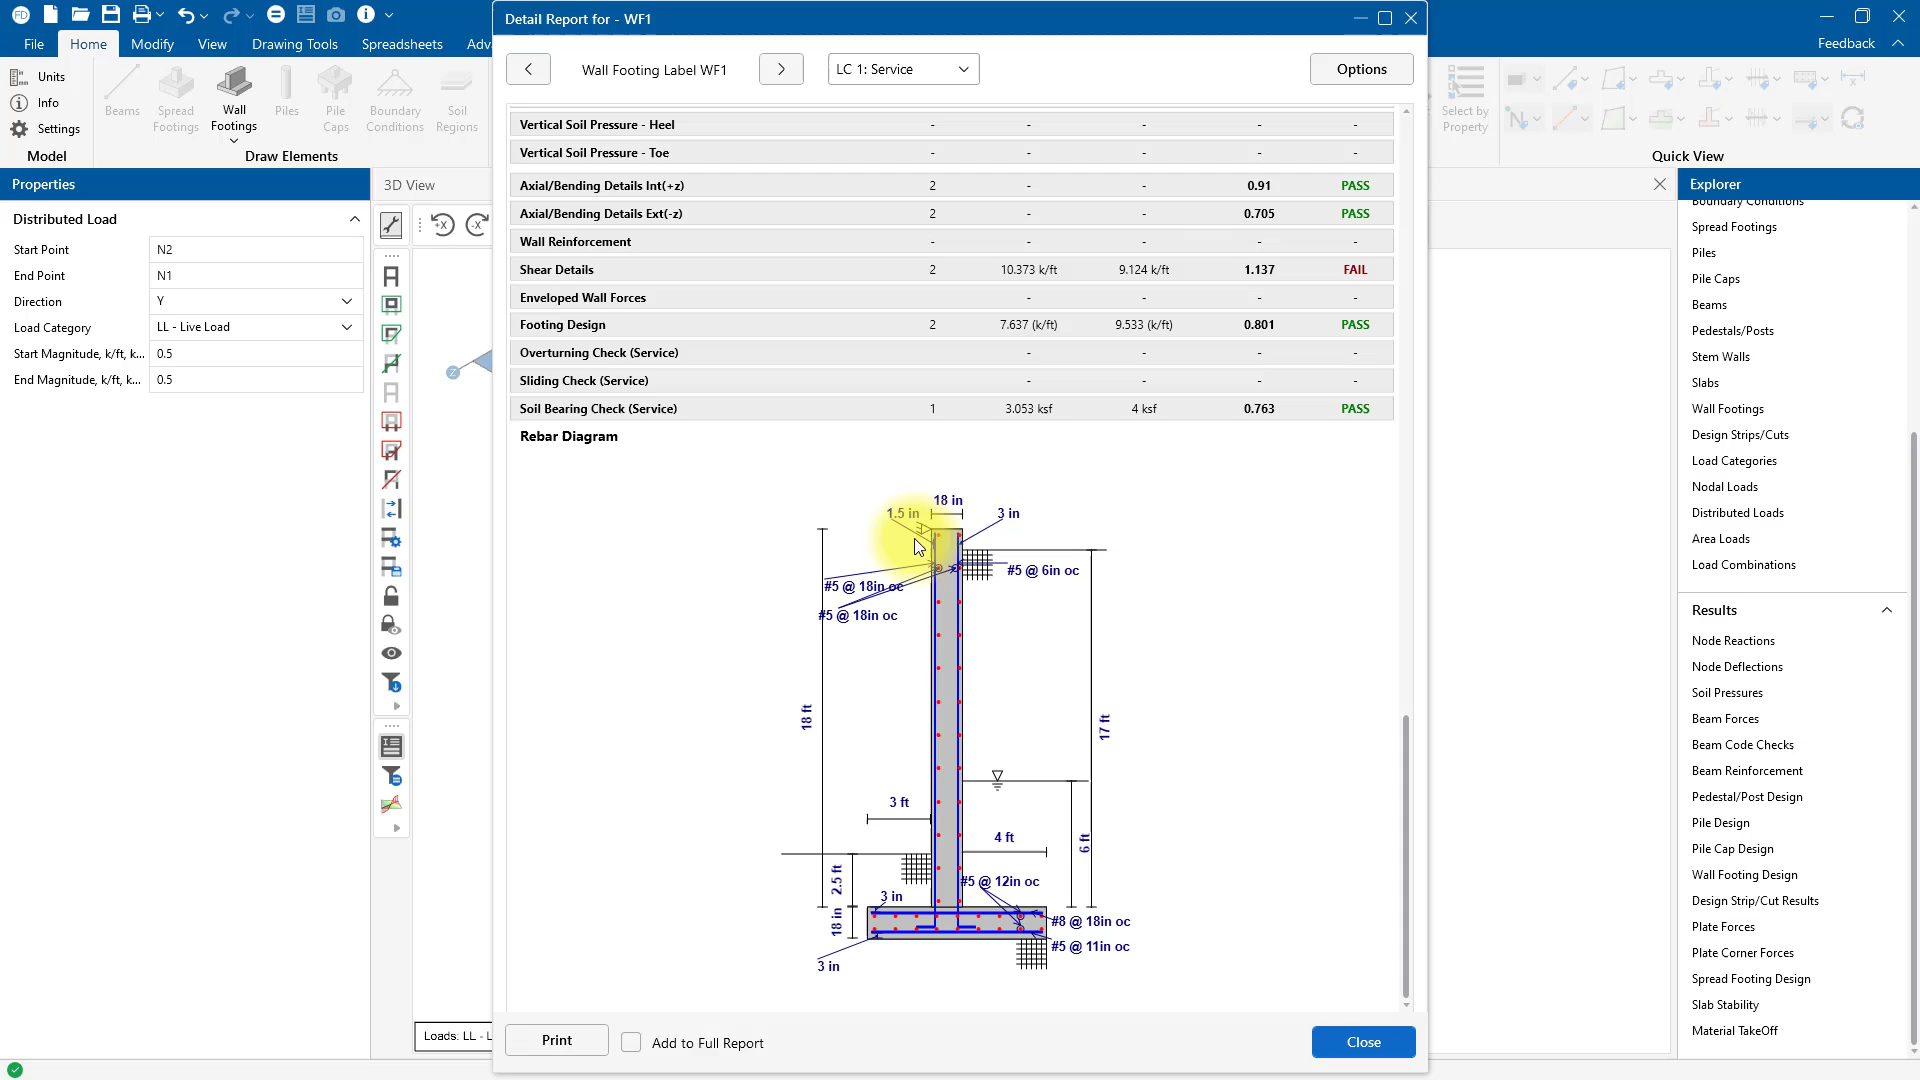 FD
Detail Report for - WF1
File
Home
Modify
View
Drawing Tools
Spreadsheets
Feedback
Units
Info
Settings
Model
Beams
Spread Footings
Wall Footings
Piles
Pile Caps
Boundary Conditions
Soil Regions
Draw Elements
Wall Footing Label WF1
LC 1: Service
Options
Select by Property
Quick View
Properties
3D View
Distributed Load
Start Point N2
End Point N1
Direction Y
Load Category LL - Live Load
Start Magnitude, k/ft, k... 0.5
End Magnitude, k/ft, k... 0.5
+X
-X
Z
Vertical Soil Pressure - Heel - - - - -
Vertical Soil Pressure - Toe - - - - -
Axial/Bending Details Int(+z) 2 - - 0.91 PASS
Axial/Bending Details Ext(-z) 2 - - 0.705 PASS
Wall Reinforcement - - - - -
Shear Details 2 10.373 k/ft 9.124 k/ft 1.137 FAIL
Enveloped Wall Forces - - - -
Footing Design 2 7.637 (k/ft) 9.533 (k/ft) 0.801 PASS
Overturning Check (Service) - - - -
Sliding Check (Service) - - - -
Soil Bearing Check (Service) 1 3.053 ksf 4 ksf 0.763 PASS
Rebar Diagram
18 in
1.5 in
3 in
#5 @ 6in oc
#5 @ 18in oc
#5 @ 18in oc
18 ft
17 ft
3 ft
4 ft
6 ft
2.5 ft
#5 @ 12in oc
3 in
18 in
#8 @ 18in oc
#5 @ 11in oc
3 in
Loads: LL - L
Print
Add to Full Report
Close
Explorer
Boundary Conditions
Spread Footings
Piles
Pile Caps
Beams
Pedestals/Posts
Stem Walls
Slabs
Wall Footings
Design Strips/Cuts
Load Categories
Nodal Loads
Distributed Loads
Area Loads
Load Combinations
Results
Node Reactions
Node Deflections
Soil Pressures
Beam Forces
Beam Code Checks
Beam Reinforcement
Pedestal/Post Design
Pile Design
Pile Cap Design
Wall Footing Design
Design Strip/Cut Results
Plate Forces
Plate Corner Forces
Spread Footing Design
Slab Stability
Material TakeOff